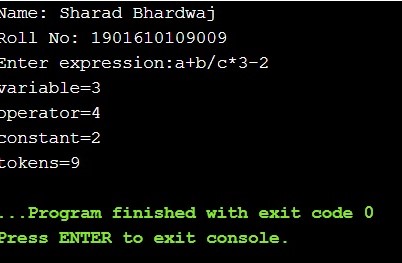 Name: Sharad Bhardwaj
Roll No: 1901610109009
Enter expression:a+b/c*3-2
variable=3
operator=4
constant=2
tokens=9
...Program finished with exit code 0
Press ENTER to exit console.